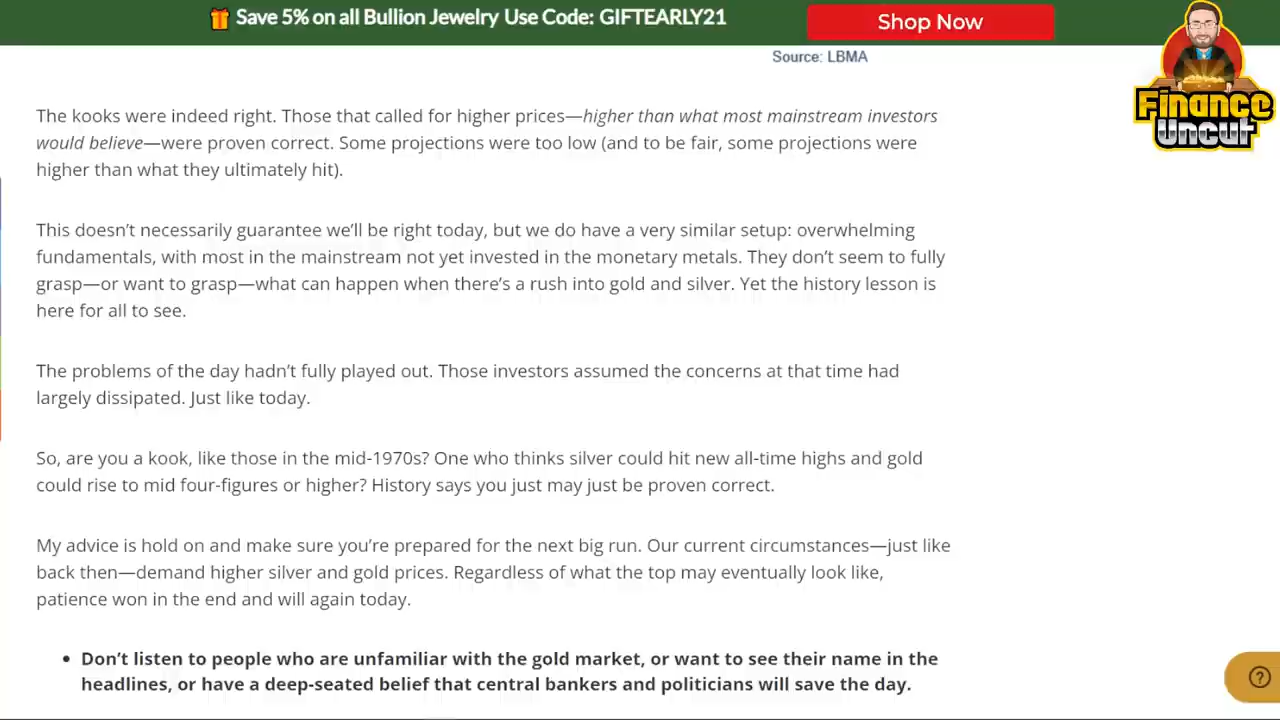 Save 5% on all Bullion Jewelry Use Code: GIFTEARLY21
Shop Now
Finance
Uncut
Source: LBMA
The kooks were indeed right. Those that called for higher prices—higher than what most mainstream investors
would believe—were proven correct. Some projections were too low (and to be fair, some projections were
higher than what they ultimately hit).
This doesn’t necessarily guarantee we’ll be right today, but we do have a very similar setup: overwhelming
fundamentals, with most in the mainstream not yet invested in the monetary metals. They don’t seem to fully
grasp—or want to grasp—what can happen when there’s a rush into gold and silver. Yet the history lesson is
here for all to see.
The problems of the day hadn’t fully played out. Those investors assumed the concerns at that time had
largely dissipated. Just like today.
So, are you a kook, like those in the mid-1970s? One who thinks silver could hit new all-time highs and gold
could rise to mid four-figures or higher? History says you just may just be proven correct.
My advice is hold on and make sure you’re prepared for the next big run. Our current circumstances—just like
back then—demand higher silver and gold prices. Regardless of what the top may eventually look like,
patience won in the end and will again today.
• Don’t listen to people who are unfamiliar with the gold market, or want to see their name in the
headlines, or have a deep-seated belief that central bankers and politicians will save the day.
?